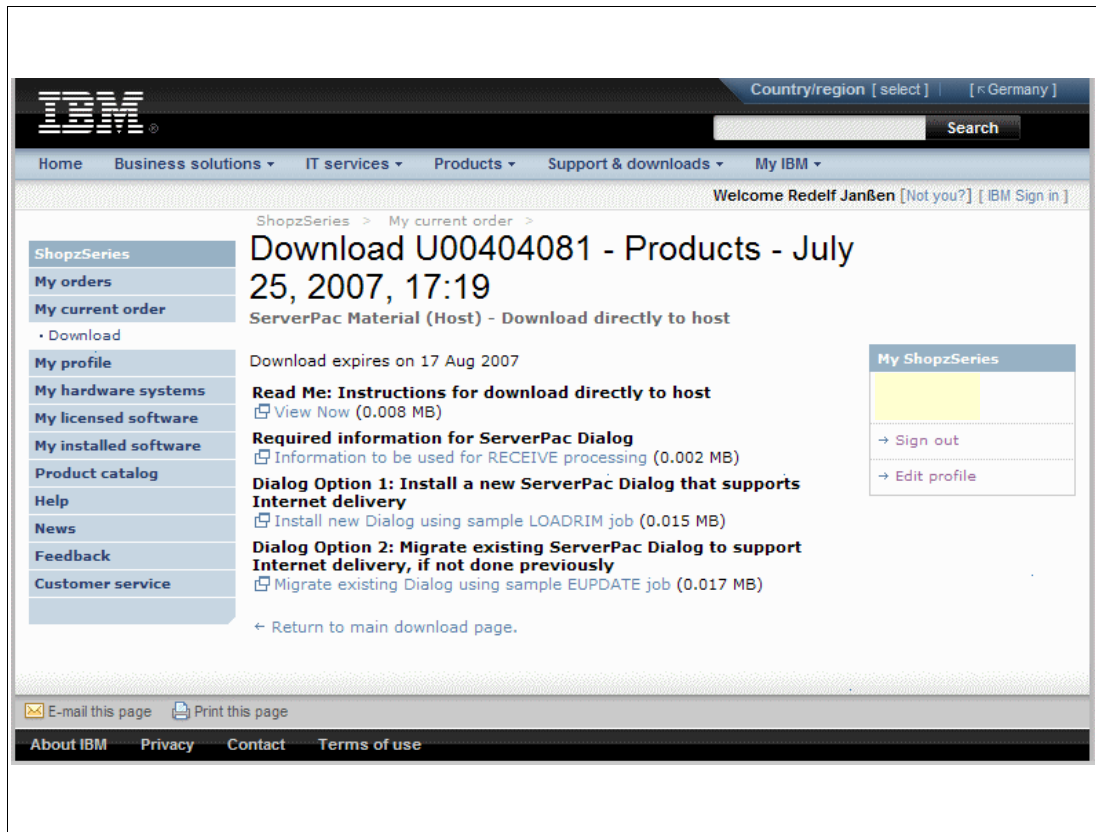 Country/region [ select ] | [ Germany ]
IBM®
Search
Home Business solutions IT services Products Support & downloads My IBM
Welcome Redelf Janßen [Not you?] [ IBM Sign in ]
ShopzSeries > My current order >
Download U00404081 - Products - July
25, 2007, 17:19
ServerPac Material (Host) - Download directly to host
ShopzSeries
My orders
My current order
• Download
My profile
My hardware systems
My licensed software
My installed software
Product catalog
Help
News
Feedback
Customer service
Download expires on 17 Aug 2007
Read Me: Instructions for download directly to host
View Now (0.008 MB)
Required information for ServerPac Dialog
Information to be used for RECEIVE processing (0.002 MB)
Dialog Option 1: Install a new ServerPac Dialog that supports
Internet delivery
Install new Dialog using sample LOADRIM job (0.015 MB)
Dialog Option 2: Migrate existing ServerPac Dialog to support
Internet delivery, if not done previously
Migrate existing Dialog using sample EUPDATE job (0.017 MB)
← Return to main download page.
My ShopzSeries
→ Sign out
→ Edit profile
E-mail this page Print this page
About IBM Privacy Contact Terms of use